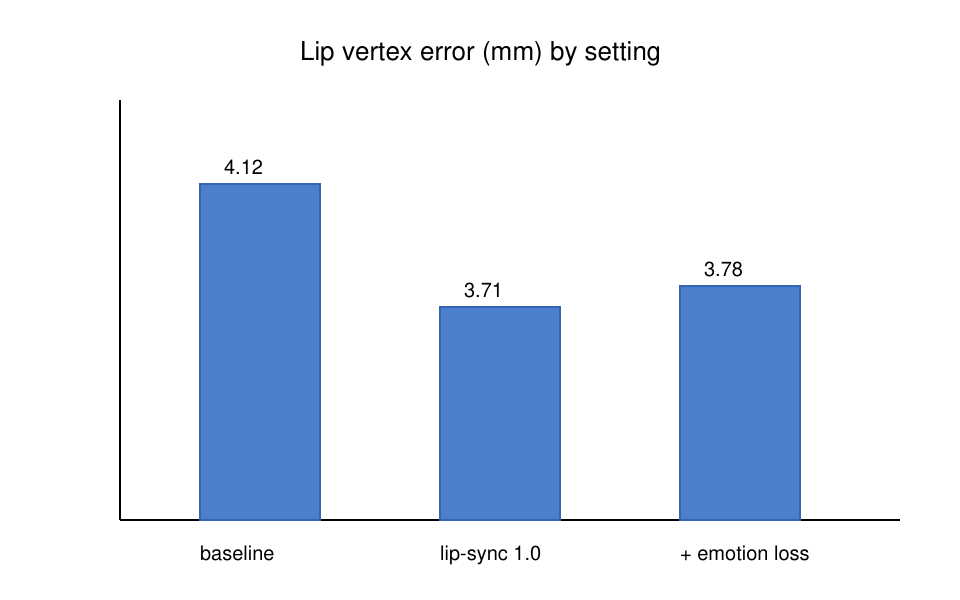 Lip vertex error (mm) by setting
4.12
3.71
3.78
baseline
lip-sync 1.0
+ emotion loss